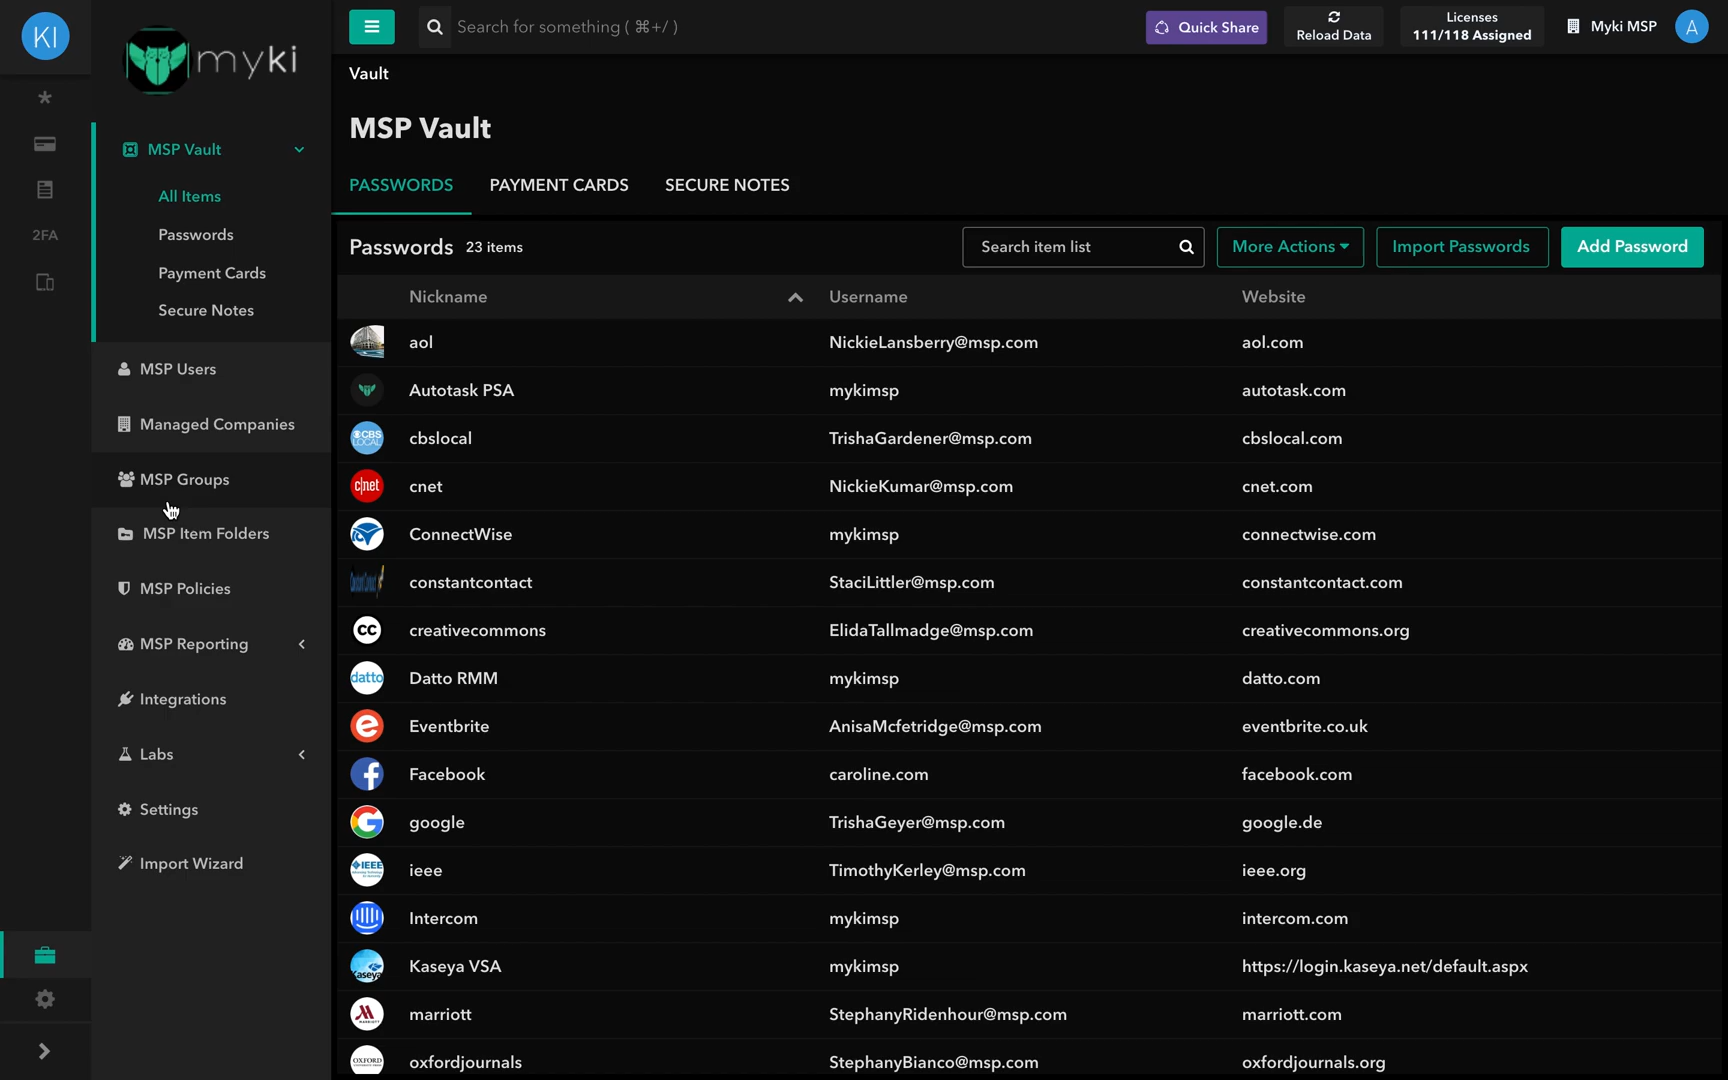 KI
2FA
myki
MSP Vault
All Items
Passwords
Payment Cards
Secure Notes
MSP Users
Managed Companies
MSP Groups
MSP Item Folders
MSP Policies
MSP Reporting
Integrations
Labs
Settings
Import Wizard
Search for something ( ⌘+/ )
Quick Share
Reload Data
Licenses
111/118 Assigned
Myki MSP
A
Vault
MSP Vault
PASSWORDS PAYMENT CARDS SECURE NOTES
Passwords 23 items Search item list More Actions Import Passwords Add Password
Nickname Username Website
aol NickieLansberry@msp.com aol.com
Autotask PSA mykimsp autotask.com
CBS LOCAL cbslocal TrishaGardener@msp.com cbslocal.com
c|net cnet NickieKumar@msp.com cnet.com
ConnectWise mykimsp connectwise.com
constantcontact StaciLittler@msp.com constantcontact.com
cc creativecommons ElidaTallmadge@msp.com creativecommons.org
datto Datto RMM mykimsp datto.com
e Eventbrite AnisaMcfetridge@msp.com eventbrite.co.uk
f Facebook caroline.com facebook.com
G google TrishaGeyer@msp.com google.de
IEEE ieee TimothyKerley@msp.com ieee.org
Intercom mykimsp intercom.com
Kaseya Kaseya VSA mykimsp https://login.kaseya.net/default.aspx
MARRIOTT marriott StephanyRidenhour@msp.com marriott.com
OXFORD oxfordjournals StephanyBianco@msp.com oxfordjournals.org